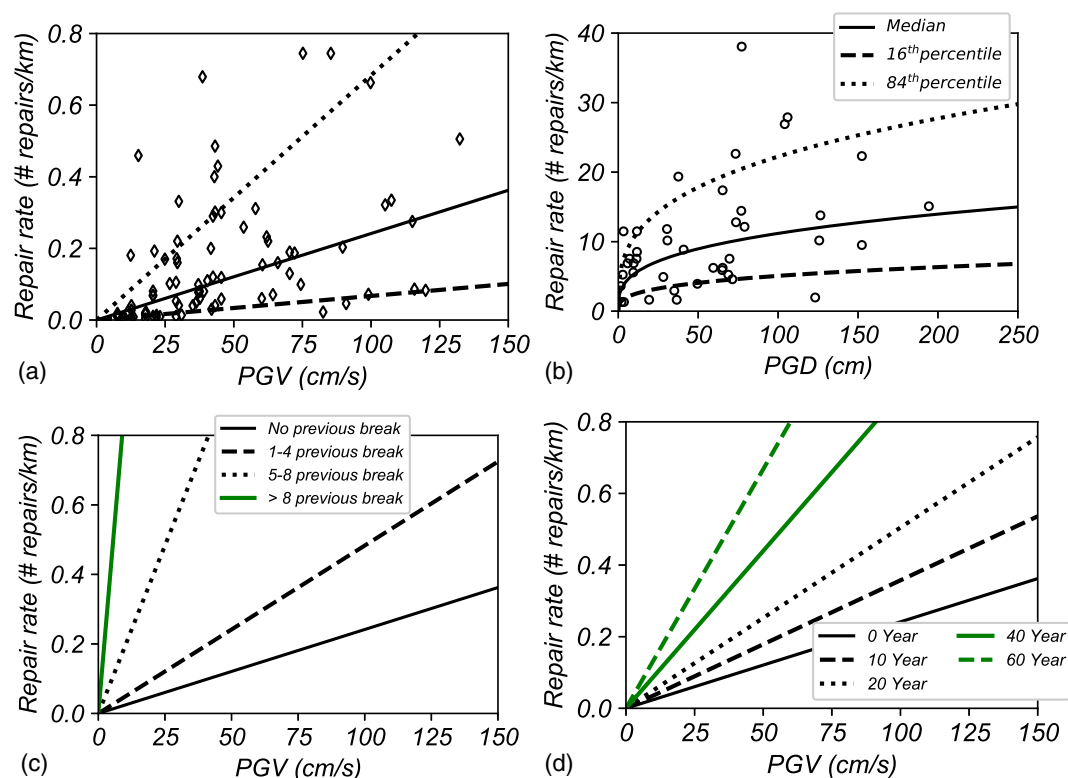 Repair rate (# repairs/km)
0.8
0.6
0.4
0.2
0.0
0
25
50
75
100
125
150
PGV (cm/s)
(a)
Repair rate (# repairs/km)
40
30
20
10
0
0
50
100
150
200
250
PGD (cm)
(b)
Median
16th percentile
84th percentile
Repair rate (# repairs/km)
0.8
0.6
0.4
0.2
0.0
0
25
50
75
100
125
150
PGV (cm/s)
(c)
No previous break
1-4 previous break
5-8 previous break
> 8 previous break
Repair rate (# repairs/km)
0.8
0.6
0.4
0.2
0.0
0
25
50
75
100
125
150
PGV (cm/s)
(d)
0 Year
10 Year
20 Year
40 Year
60 Year